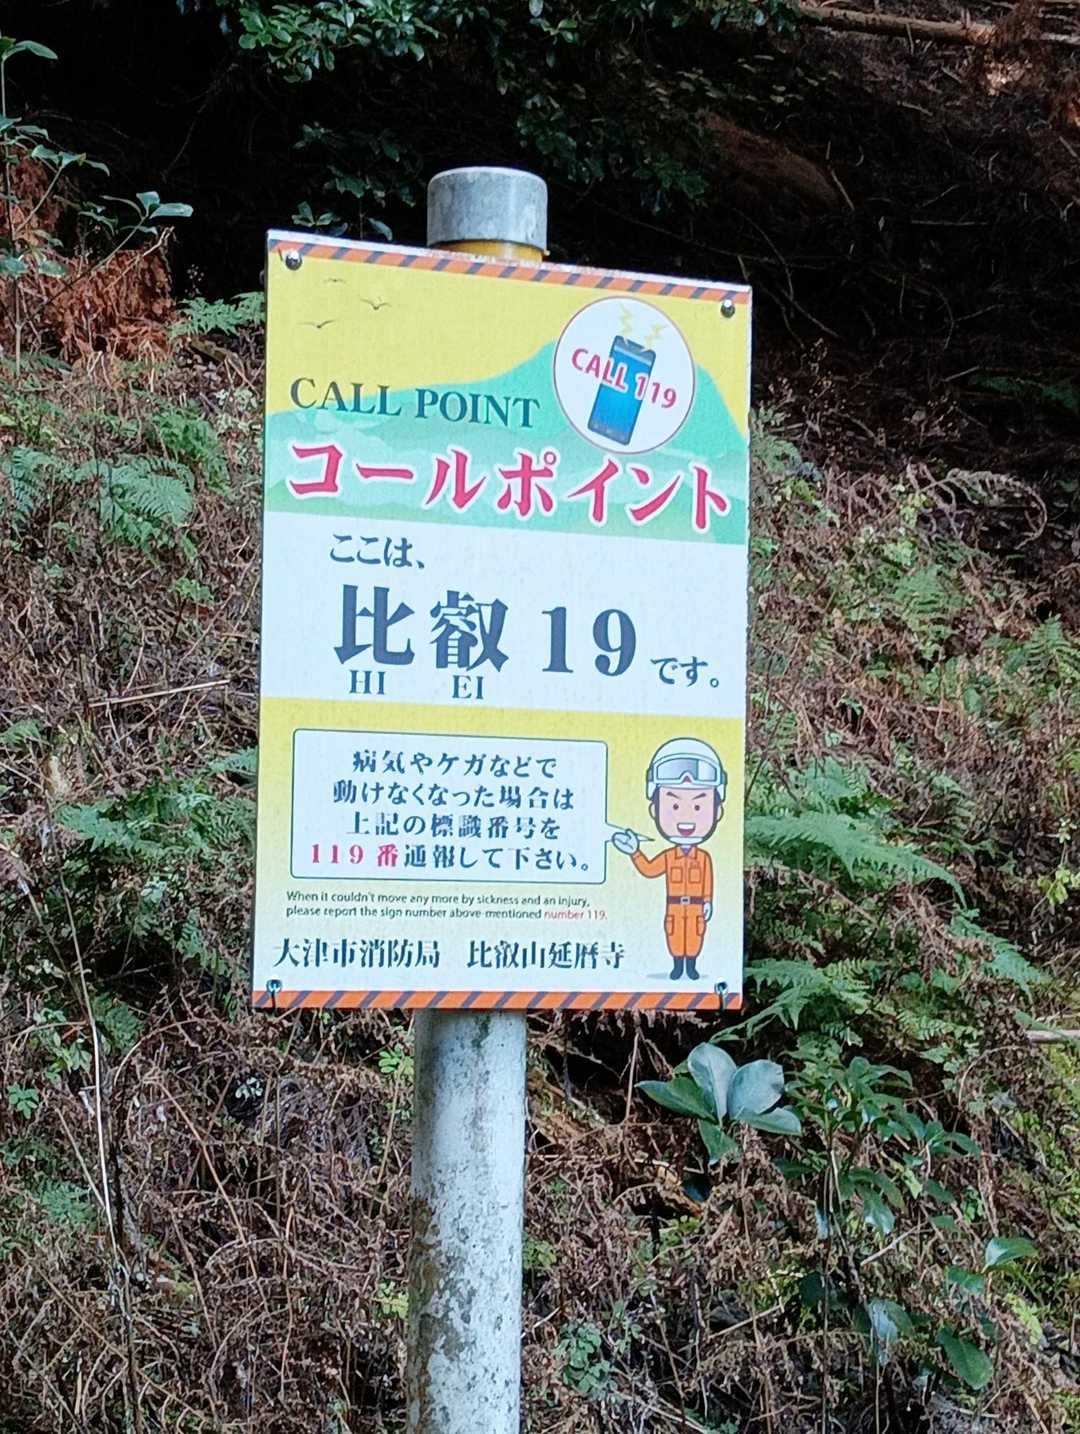 CALL 119
CALL POINT
コールポイント
ここは、
比叡 19 です。
HI EI
病気やケガなどで
動けなくなった場合は
上記の標識番号を
119番通報して下さい。
When it couldn't move any more by sickness and an injury,
please report the sign number above-mentioned number 119.
大津市消防局 比叡山延暦寺